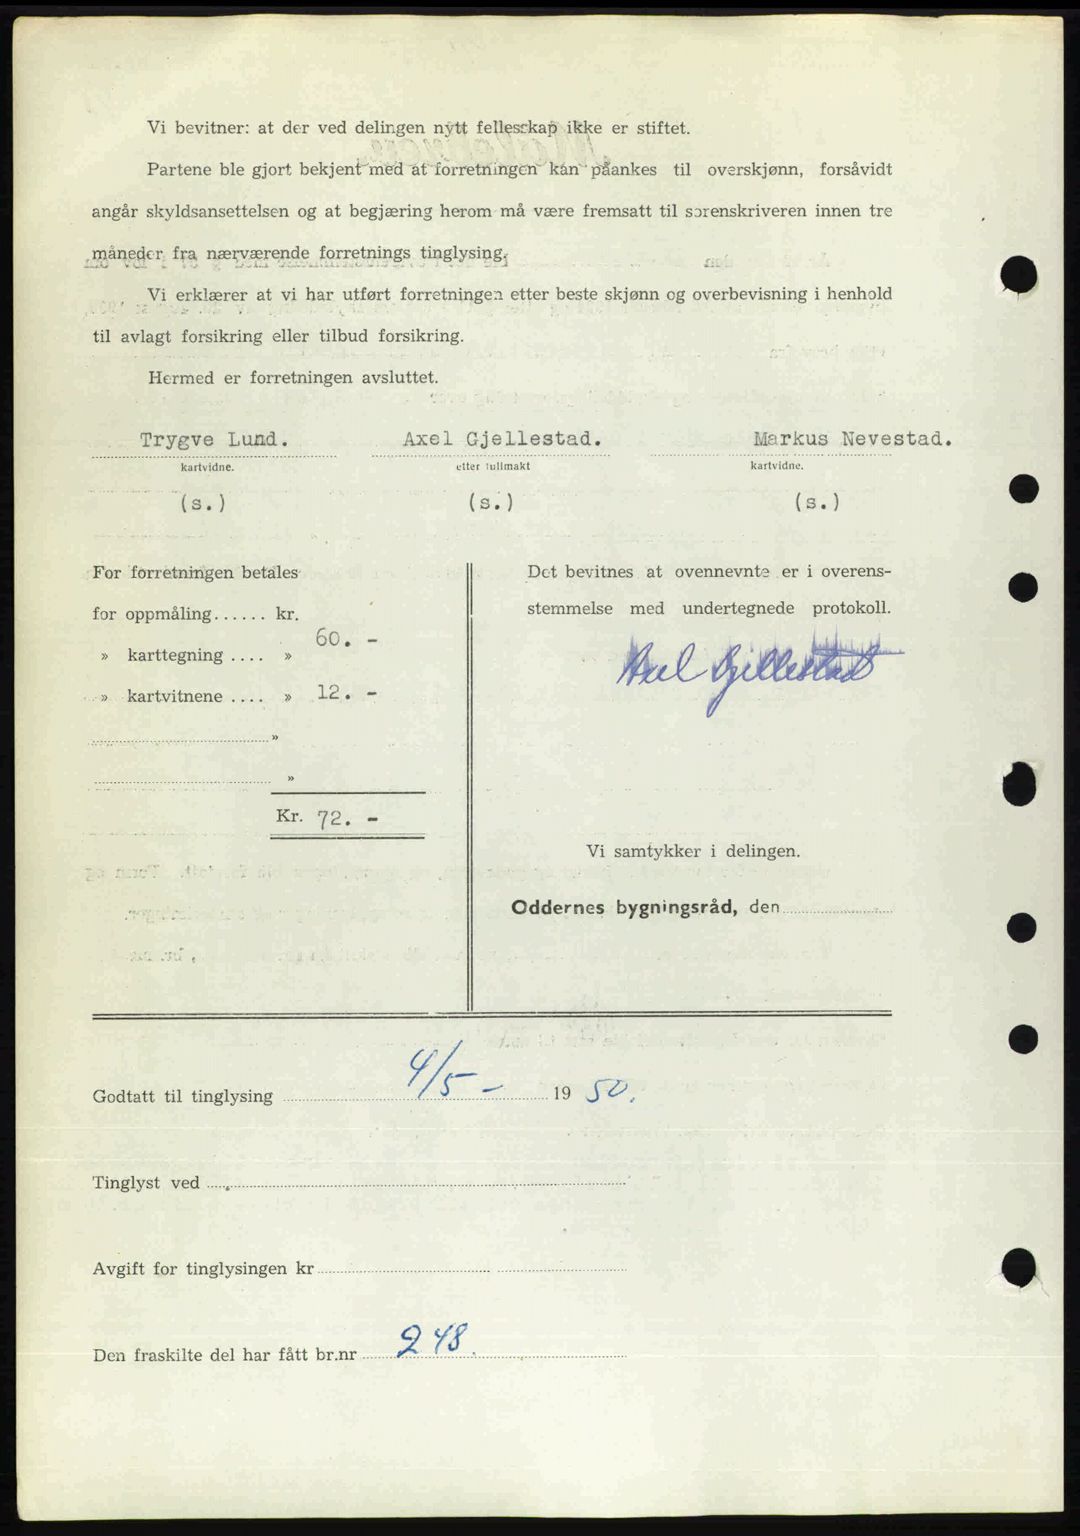 Vi bevitner: at der ved delingen nytt fellesskap ikke er stiftet.
Partene ble gjort bekjent med at forretningen kan påankes til overskjønn, forsåvidt
angår skyldsansettelsen og at begjæring herom må være fremsatt til sorenskriveren innen tre
måneder fra nærværende forretnings tinglysing.
Vi erklærer at vi har utført forretningen etter beste skjønn og overbevisning i henhold
til avlagt forsikring eller tilbud forsikring.
Hermed er forretningen avsluttet.
Trygve Lund. Axel Gjellestad. Markus Nevestad.
kartvidne. etter fullmakt kartvidne.
(s.) (s.) (s.)
For forretningen betales
for oppmåling...... kr.
60. -
» karttegning .... »
» kartvitnene .... » 12. -
»
»
Kr. 72. -
Det bevitnes at ovennevnte er i overens-
stemmelse med undertegnede protokoll.
Axel Gjellestad
Vi samtykker i delingen.
Oddernes bygningsråd, den
Godtatt til tinglysing 4/5 - 19 50.
Tinglyst ved
Avgift for tinglysingen kr
Den fraskilte del har fått br.nr 248.